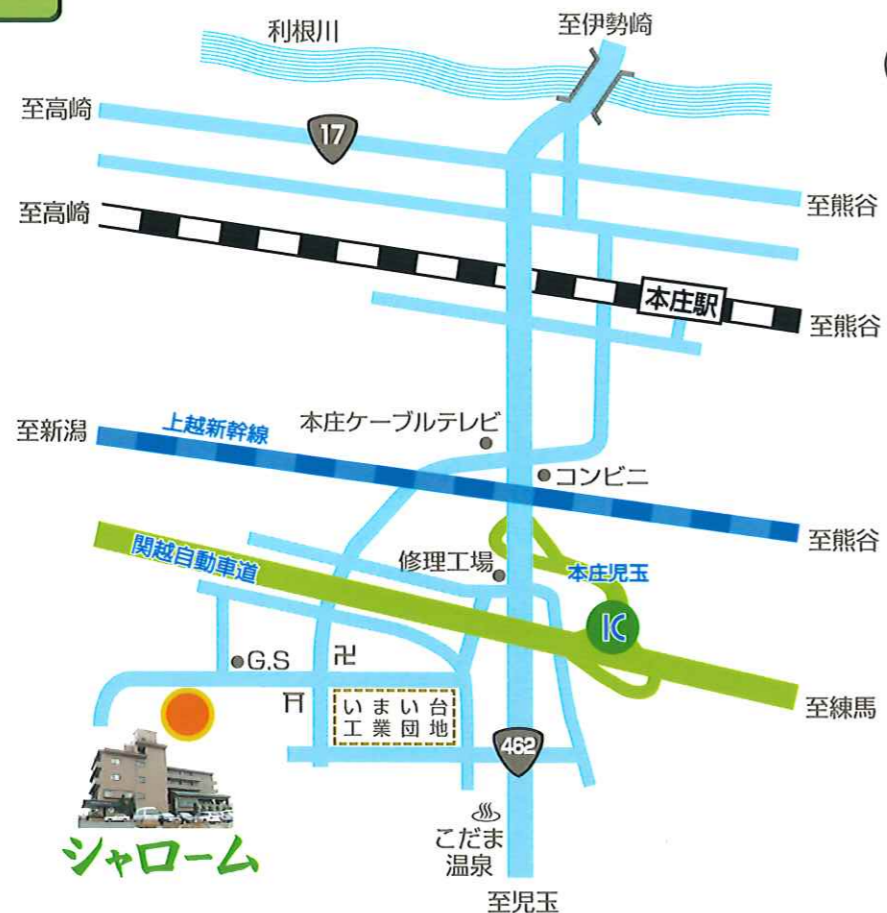 利根川
至伊勢崎
至高崎
17
至熊谷
至高崎
本庄駅
至熊谷
本庄ケーブルテレビ
至新潟
上越新幹線
コンビニ
至熊谷
関越自動車道
修理工場
本庄児玉
IC
G.S
卍
いまい台
工業団地
至練馬
462
シャローム
こだま
温泉
至児玉